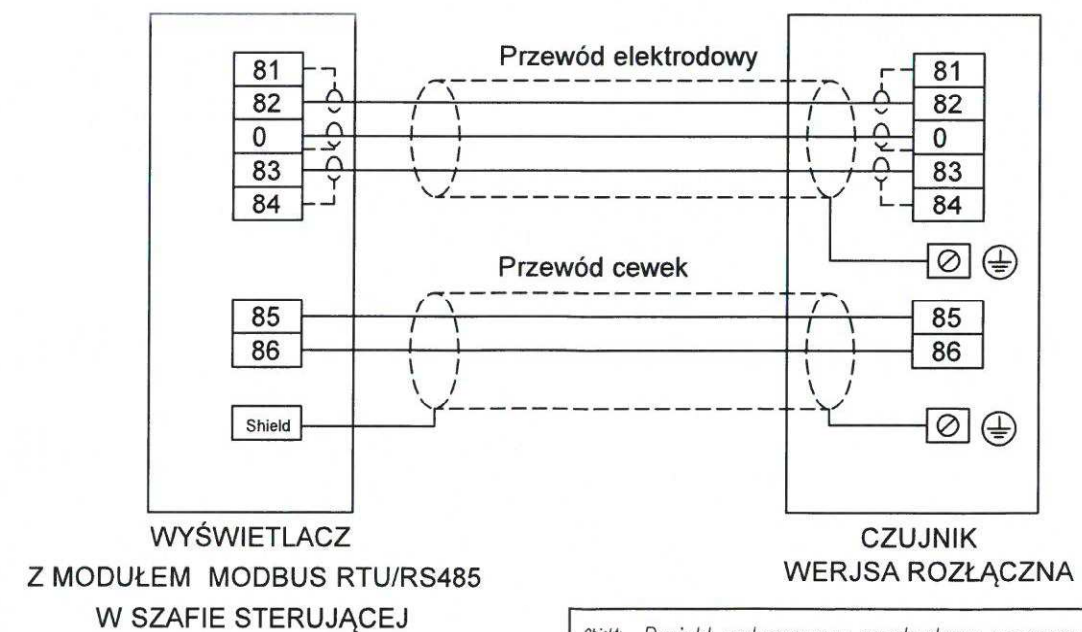 Przewód elektrodowy
81
82
0
83
84
81
82
0
83
84
Przewód cewek
85
86
Shield
85
86
WYŚWIETLACZ
Z MODUŁEM MODBUS RTU/RS485
W SZAFIE STERUJĄCEJ
CZUJNIK
WERJSA ROZŁĄCZNA